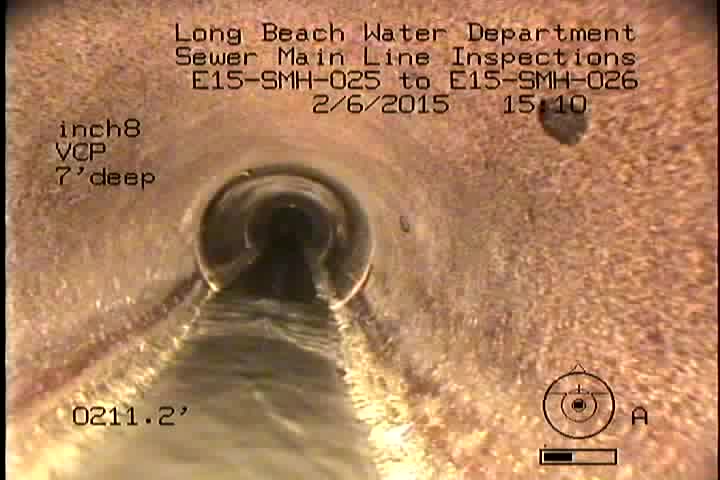 Long Beach Water Department
Sewer Main Line Inspections
E15-SMH-025 to E15-SMH-026
2/6/2015 15:10
inch8
VCP
7'deep
0211.2'
A